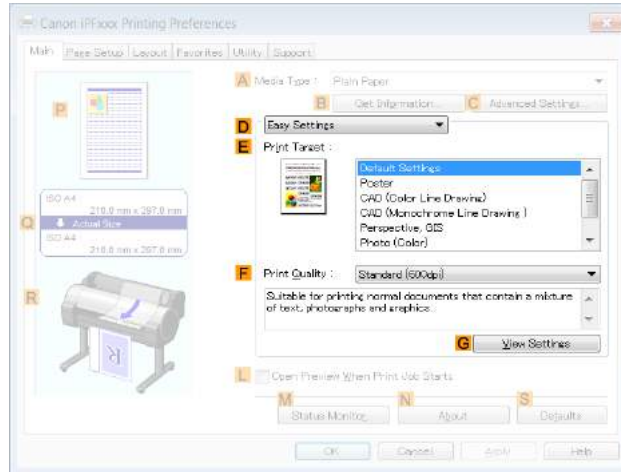 Canon iPFxxx Printing Preferences
Main Page Setup Layout Favorites Utility Support
A Media Type : Plain Paper
B Get Information... C Advanced Settings...
D Easy Settings
E Print Target :
Default Settings
Poster
CAD (Color Line Drawing)
CAD (Monochrome Line Drawing )
Perspective, GIS
Photo (Color)
P
ISO A4
210.0 mm x 297.0 mm
Q Actual Size
ISO A4
210.0 mm x 297.0 mm
R
F Print Quality : Standard (600dpi)
Suitable for printing normal documents that contain a mixture
of text, photographs and graphics.
G View Settings
L Open Preview When Print Job Starts
M N S
Status Monitor... About Defaults
OK Cancel Apply Help